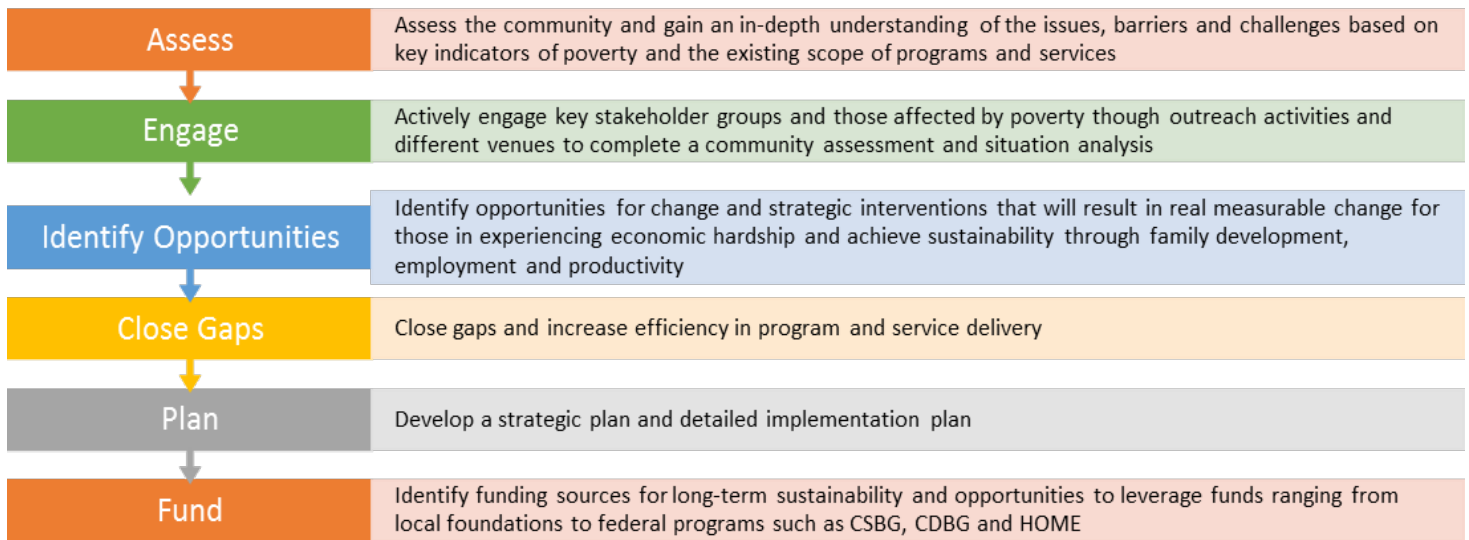 Assess
Assess the community and gain an in-depth understanding of the issues, barriers and challenges based on
key indicators of poverty and the existing scope of programs and services
Engage
Actively engage key stakeholder groups and those affected by poverty though outreach activities and
different venues to complete a community assessment and situation analysis
Identify Opportunities
Identify opportunities for change and strategic interventions that will result in real measurable change for
those in experiencing economic hardship and achieve sustainability through family development,
employment and productivity
Close Gaps
Close gaps and increase efficiency in program and service delivery
Plan
Develop a strategic plan and detailed implementation plan
Fund
Identify funding sources for long-term sustainability and opportunities to leverage funds ranging from
local foundations to federal programs such as CSBG, CDBG and HOME